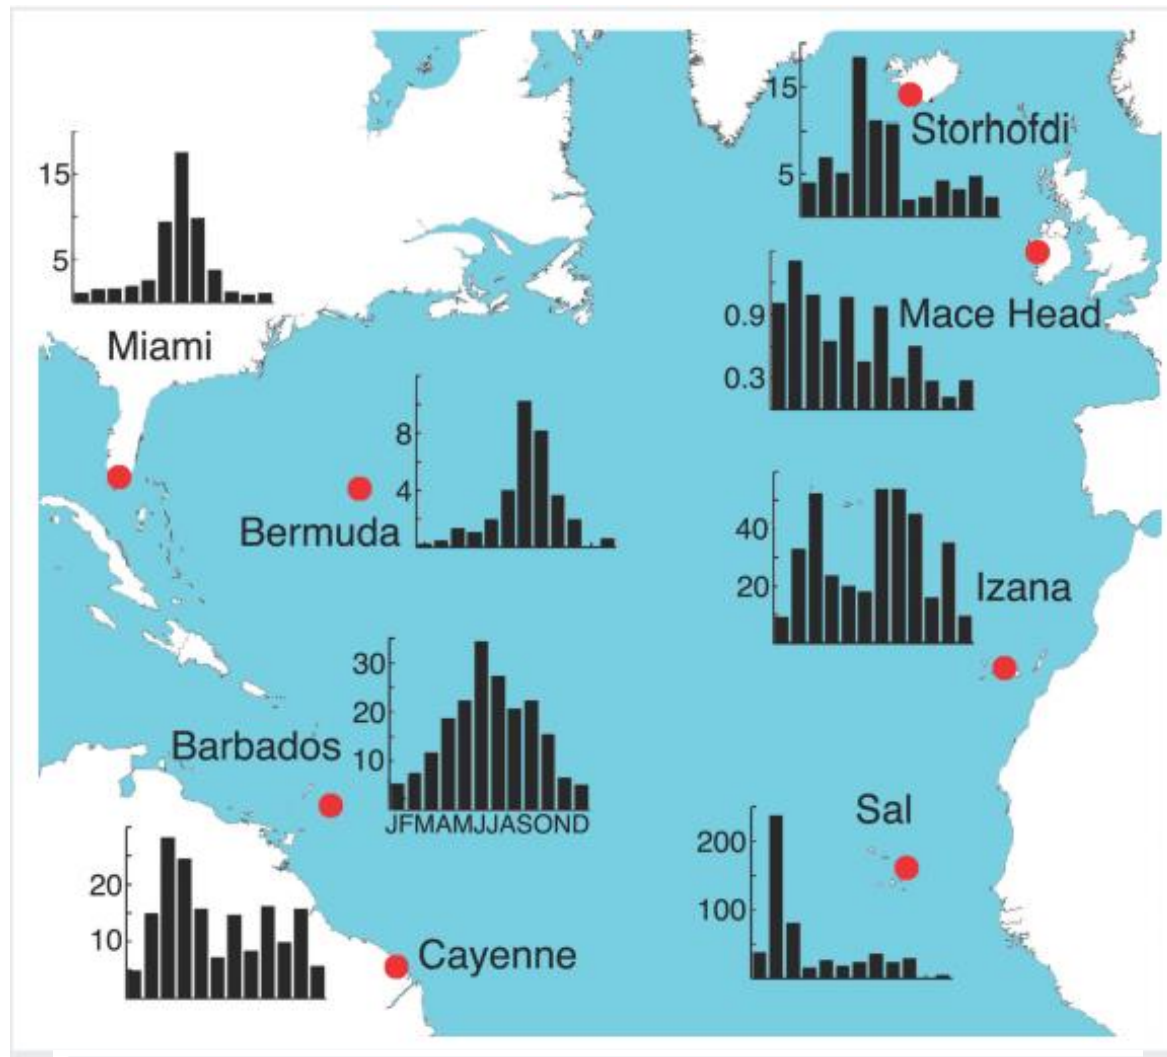 15
5
Storhofdi
15
5
Miami
0.9
0.3
Mace Head
8
4
Bermuda
40
20
Izana
30
20
10
JFMAMJJASOND
Barbados
Sal
200
100
20
10
Cayenne